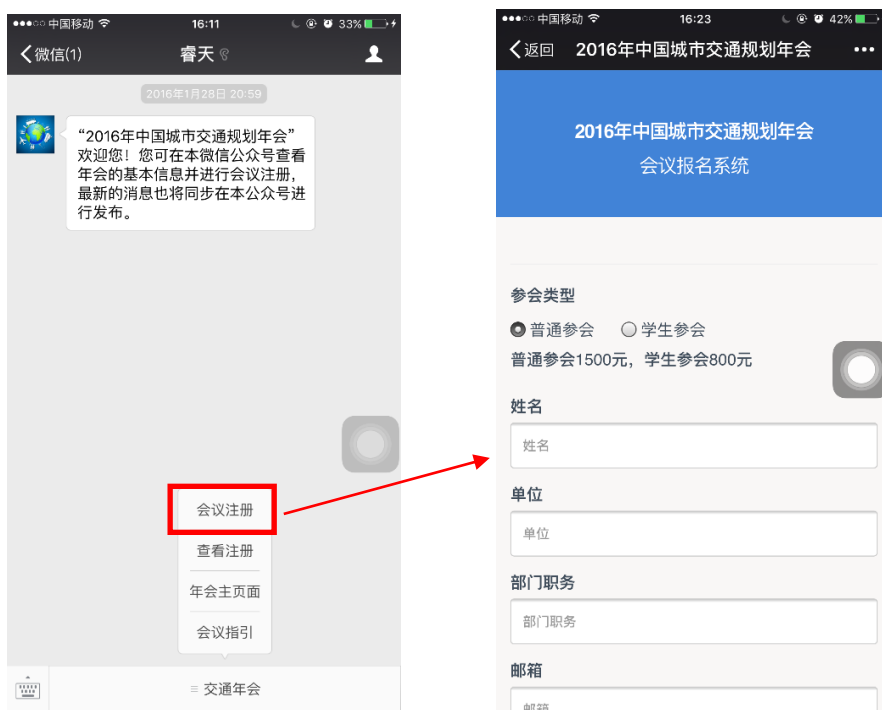 中国移动
16:11
33%
微信(1)
睿天
2016年1月28日 20:59
“2016年中国城市交通规划年会”
欢迎您！您可在本微信公众号查看
年会的基本信息并进行会议注册，
最新的消息也将同步在本公众号进
行发布。
会议注册
查看注册
年会主页面
会议指引
交通年会
中国移动
16:23
42%
返回
2016年中国城市交通规划年会
2016年中国城市交通规划年会
会议报名系统
参会类型
普通参会 学生参会
普通参会1500元，学生参会800元
姓名
姓名
单位
单位
部门职务
部门职务
邮箱
邮箱